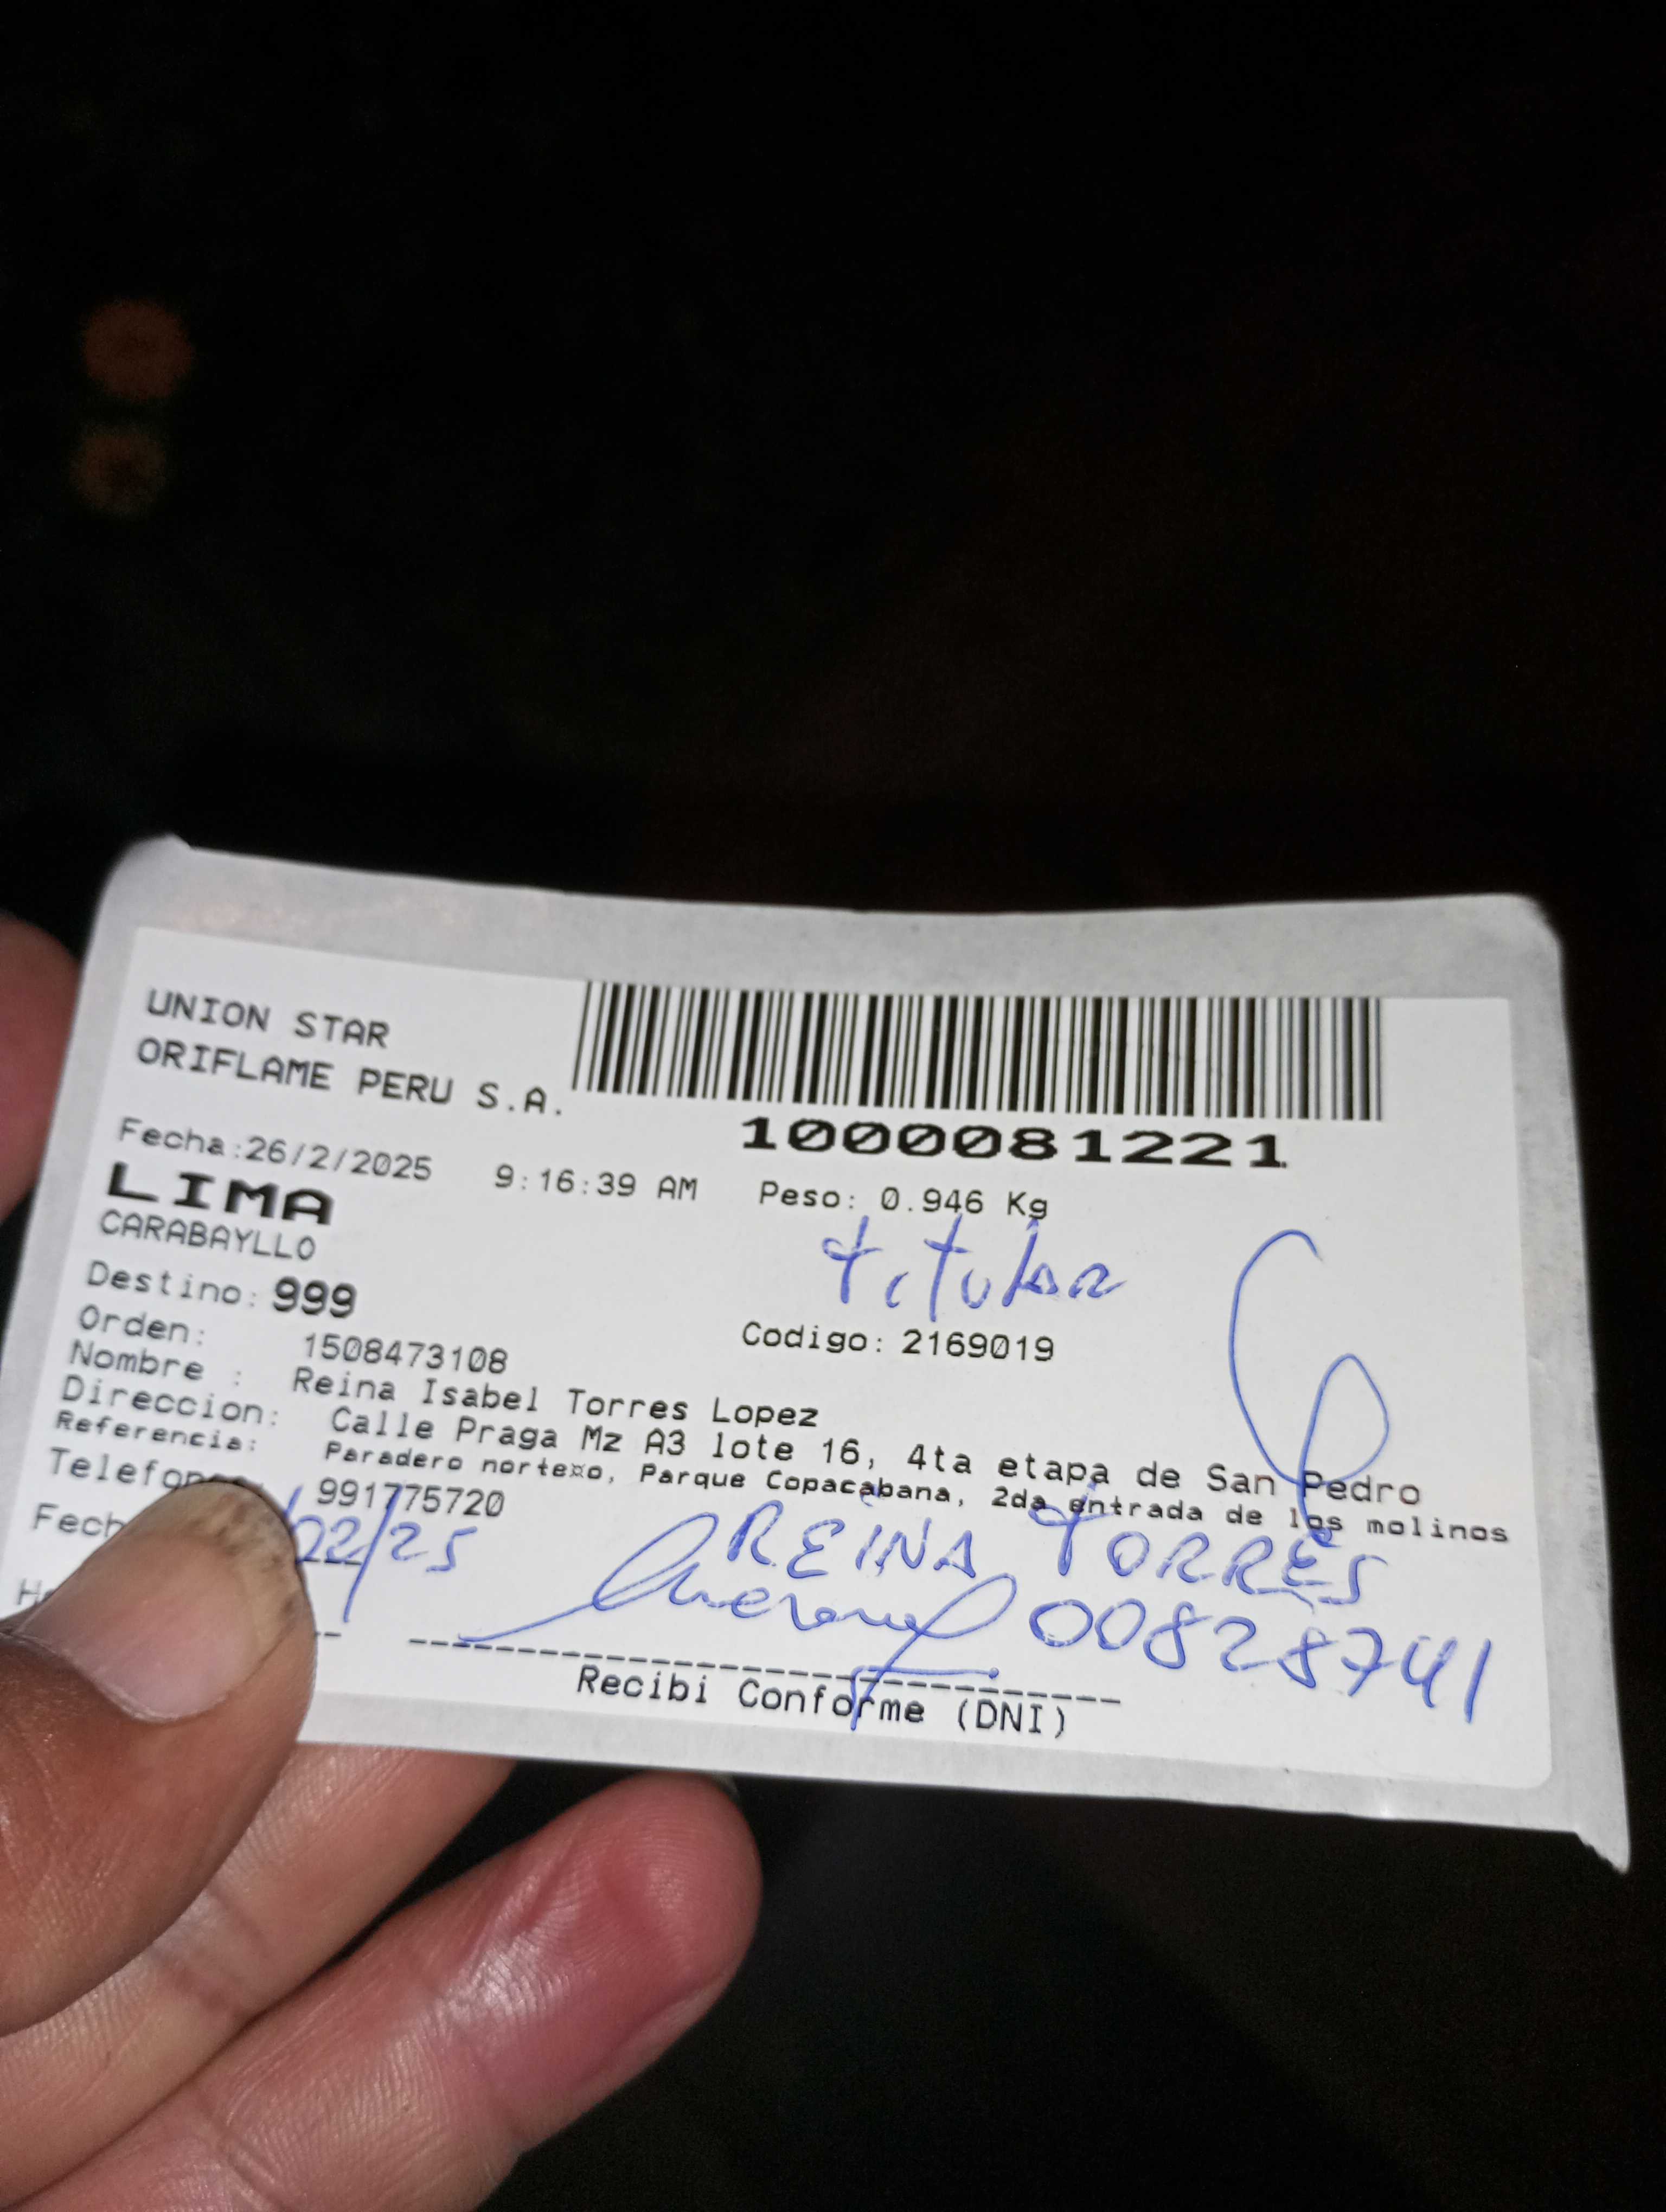 UNION STAR
ORIFLAME PERU S.A.
1000081221
Fecha:26/2/2025 9:16:39 AM Peso: 0.946 Kg
LIMA
CARABAYLLO
titular
Destino: 999
Orden: 1508473108 Codigo: 2169019
Nombre : Reina Isabel Torres Lopez
Direccion: Calle Praga Mz A3 lote 16, 4ta etapa de San Pedro
Referencia: Paradero nortexo, Parque Copacabana, 2da entrada de los molinos
Telefono: 991775720
Fech /02/25
REINA TORRES
00828741
Recibi Conforme (DNI)